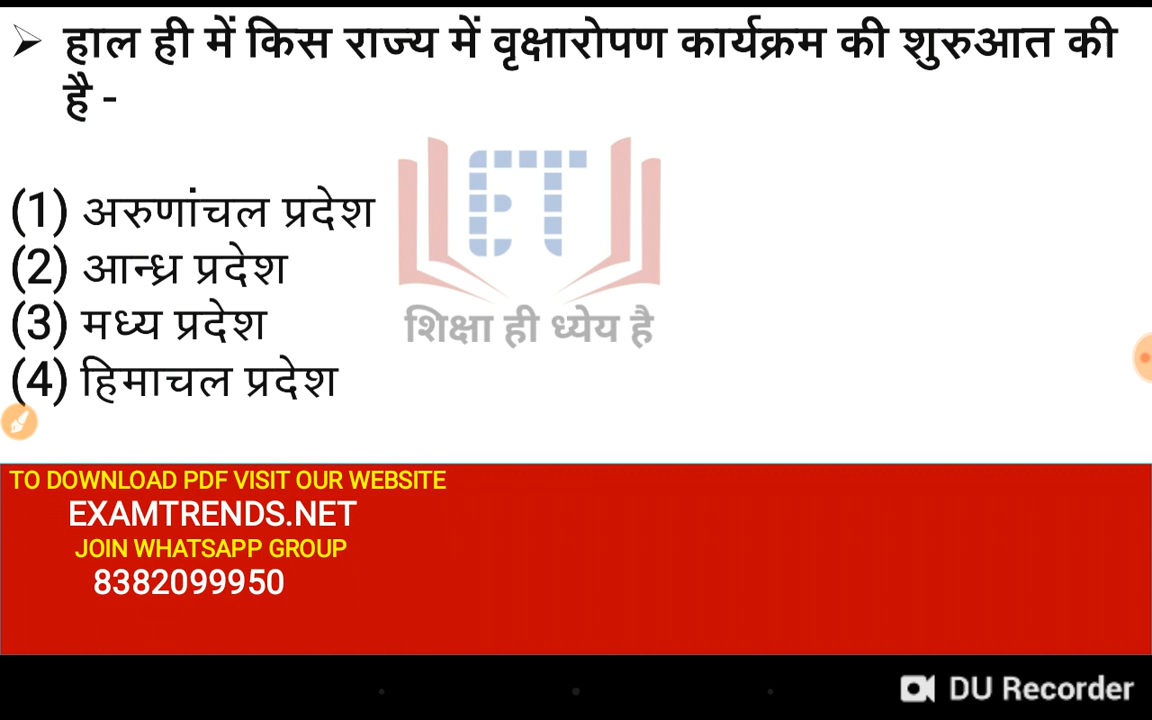 ➢ हाल ही में किस राज्य में वृक्षारोपण कार्यक्रम की शुरुआत की
है -
(1) अरुणांचल प्रदेश
(2) आन्ध्र प्रदेश
(3) मध्य प्रदेश
(4) हिमाचल प्रदेश
ET
शिक्षा ही ध्येय है
TO DOWNLOAD PDF VISIT OUR WEBSITE
EXAMTRENDS.NET
JOIN WHATSAPP GROUP
8382099950
DU Recorder